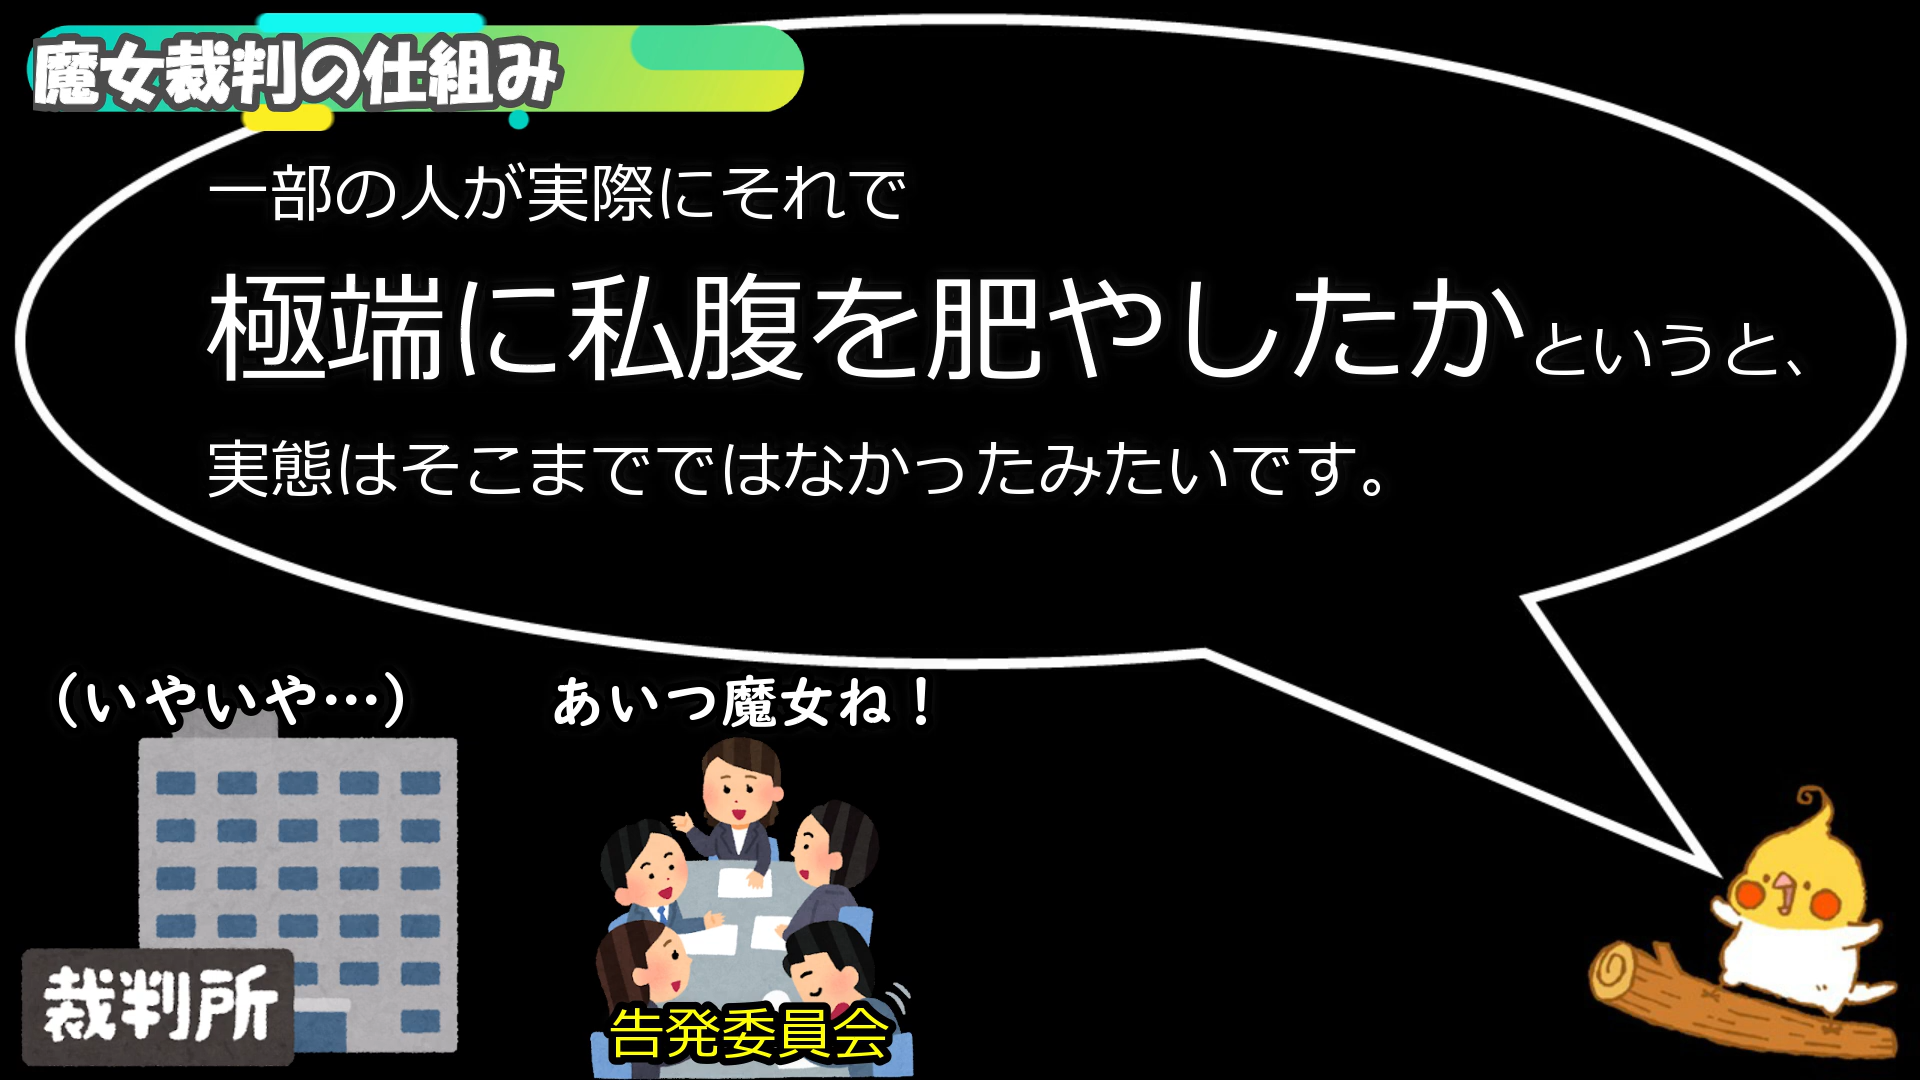 魔女裁判の仕組み
一部の人が実際にそれで
極端に私腹を肥やしたかというと、
実態はそこまでではなかったみたいです。
(いやいや…)
あいつ魔女ね！
裁判所
告発委員会